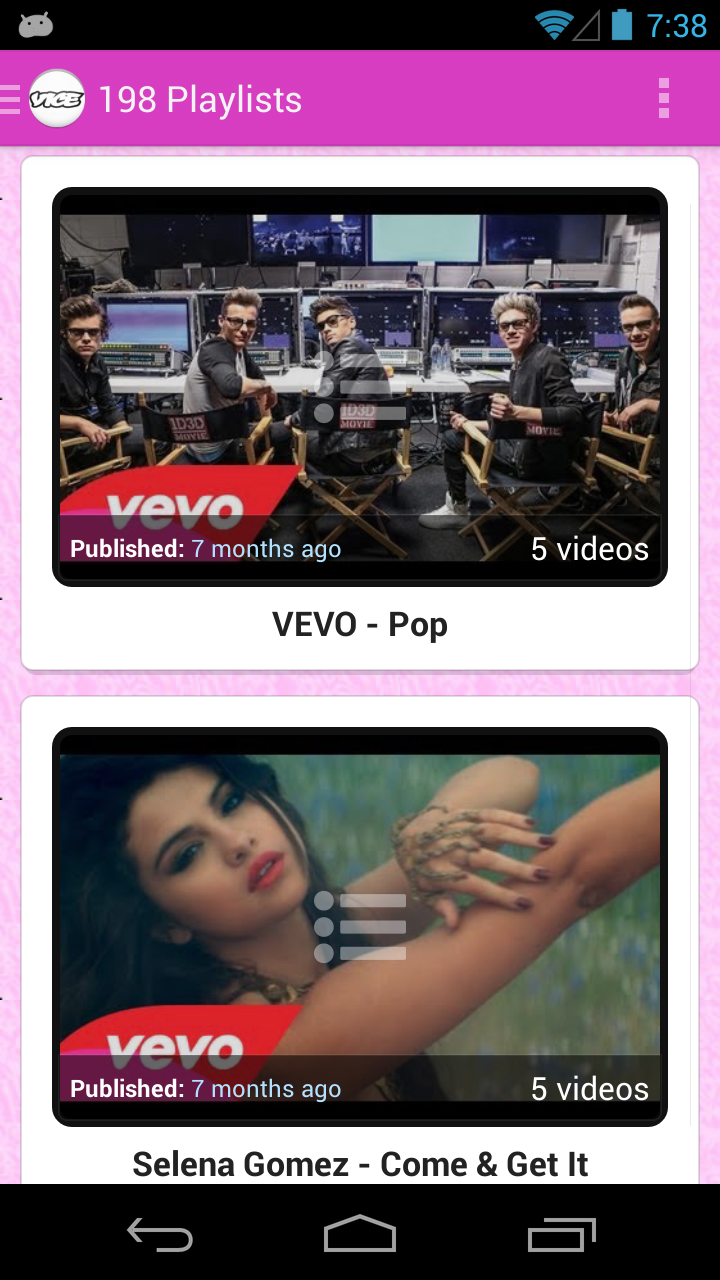 7:38
VICE
198 Playlists
1D3D
MOVIE
1D3D
MOVIE
MOVIE
vevo
Published: 7 months ago
5 videos
VEVO - Pop
vevo
Published: 7 months ago
5 videos
Selena Gomez - Come & Get It